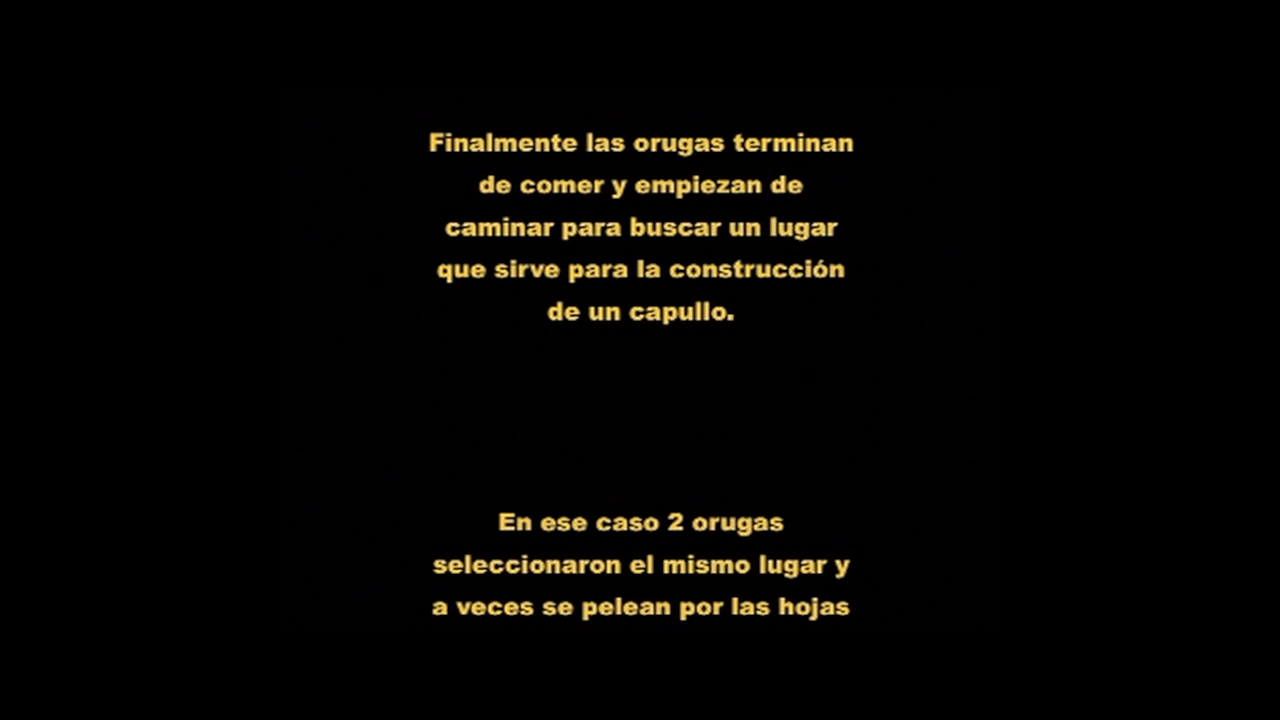 Finalmente las orugas terminan
de comer y empiezan de
caminar para buscar un lugar
que sirve para la construcción
de un capullo.
En ese caso 2 orugas
seleccionaron el mismo lugar y
a veces se pelean por las hojas